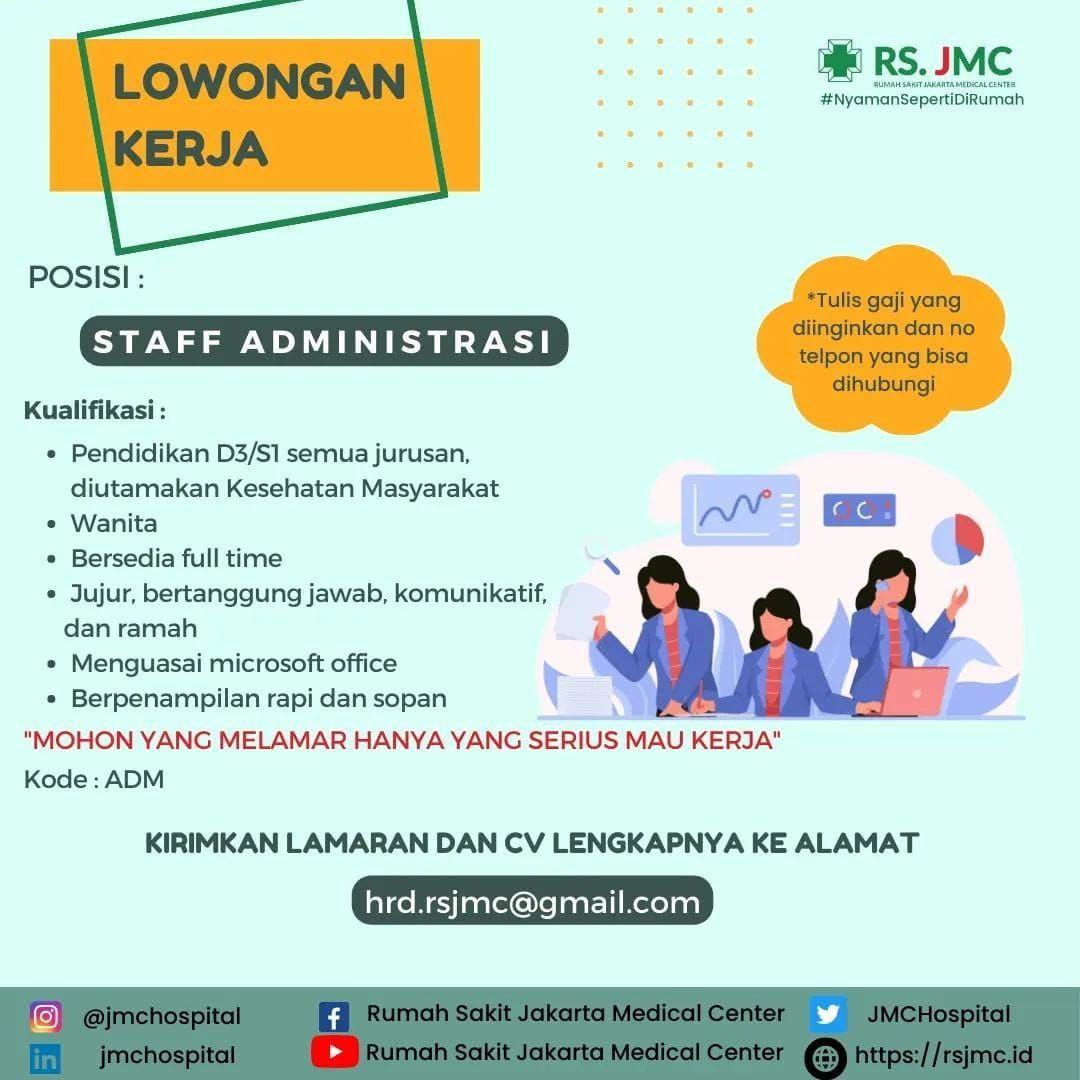 LOWONGAN
KERJA
RS. JMC
RUMAH SAKIT JAKARTA MEDICAL CENTER
#NyamanSepertiDiRumah
POSISI :
STAFF ADMINISTRASI
*Tulis gaji yang
diinginkan dan no
telpon yang bisa
dihubungi
Kualifikasi :
• Pendidikan D3/S1 semua jurusan,
diutamakan Kesehatan Masyarakat
• Wanita
• Bersedia full time
• Jujur, bertanggung jawab, komunikatif,
dan ramah
• Menguasai microsoft office
• Berpenampilan rapi dan sopan
"MOHON YANG MELAMAR HANYA YANG SERIUS MAU KERJA"
Kode : ADM
KIRIMKAN LAMARAN DAN CV LENGKAPNYA KE ALAMAT
hrd.rsjmc@gmail.com
@jmchospital
Rumah Sakit Jakarta Medical Center
JMCHospital
jmchospital
Rumah Sakit Jakarta Medical Center
https://rsjmc.id